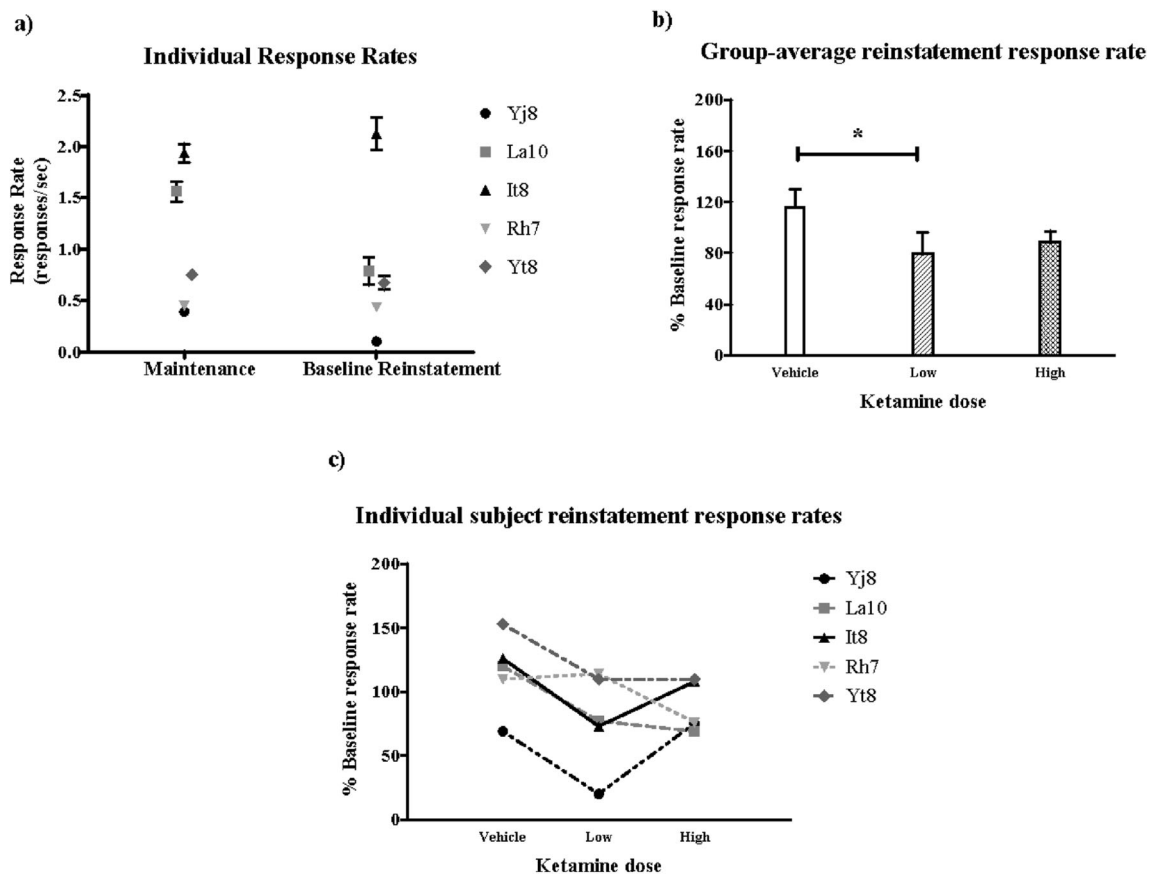 a)
Individual Response Rates
Response Rate
(responses/sec)
2.5
2.0
1.5
1.0
0.5
0.0
Maintenance
Baseline Reinstatement
Yj8
La10
It8
Rh7
Yt8
b)
Group-average reinstatement response rate
% Baseline response rate
200
160
120
80
40
0
*
Vehicle
Low
High
Ketamine dose
c)
Individual subject reinstatement response rates
% Baseline response rate
200
150
100
50
0
Vehicle
Low
High
Ketamine dose
Yj8
La10
It8
Rh7
Yt8